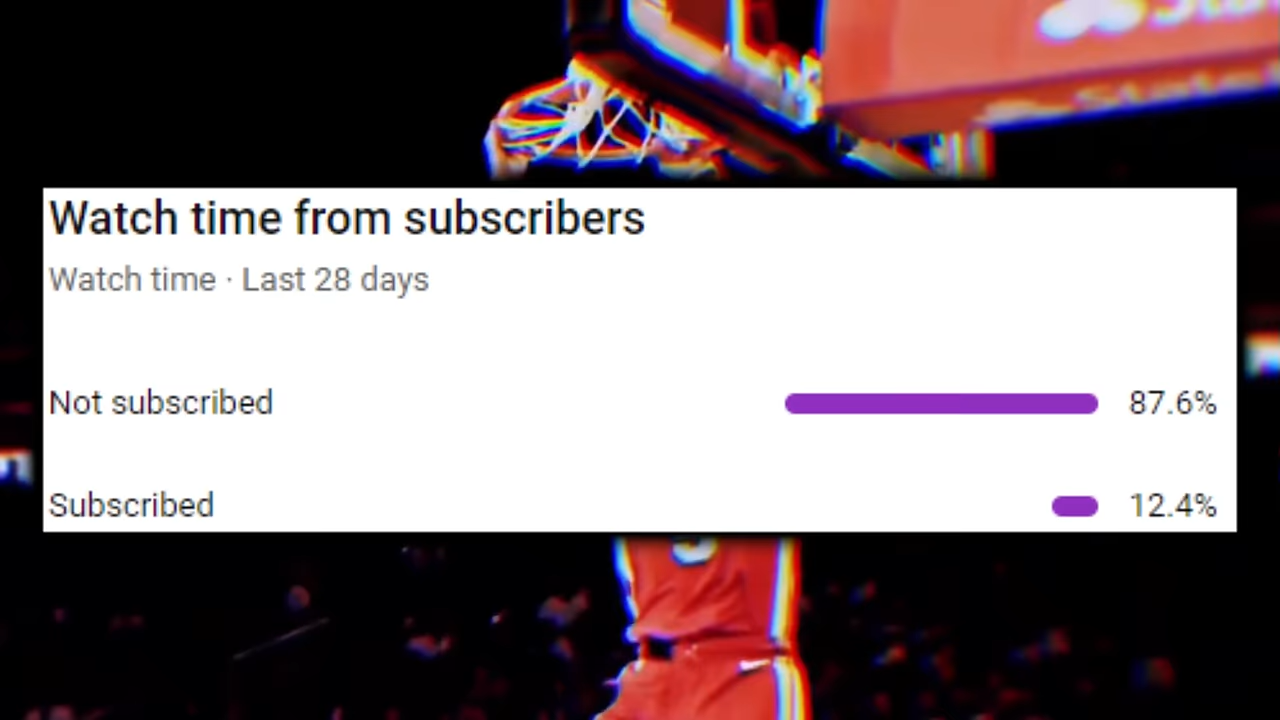 Watch time from subscribers
Watch time · Last 28 days
Not subscribed 87.6%
Subscribed 12.4%